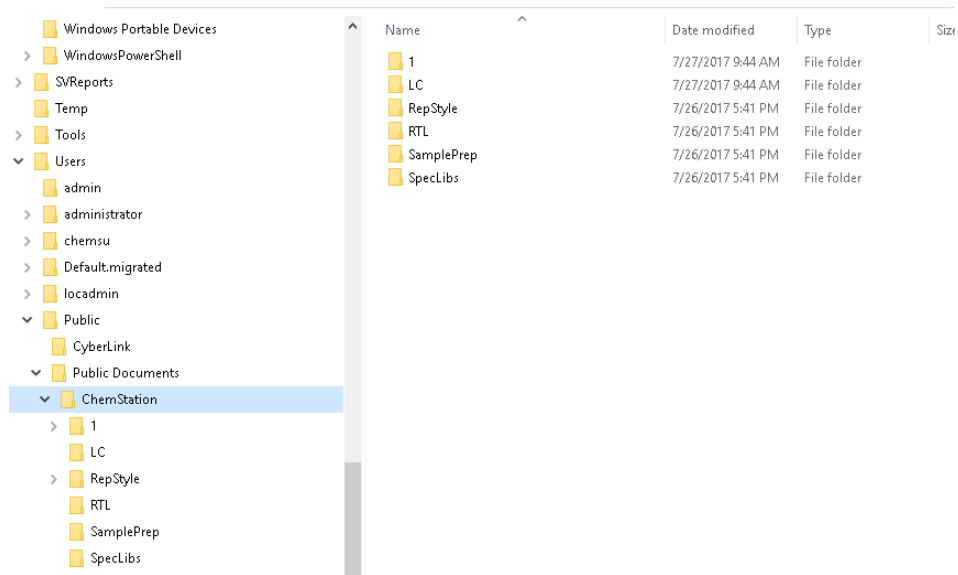 Windows Portable Devices
WindowsPowerShell
SVReports
Temp
Tools
Users
admin
administrator
chemsu
Default.migrated
locadmin
Public
CyberLink
Public Documents
ChemStation
1
LC
RepStyle
RTL
SamplePrep
SpecLibs
Name Date modified Type Size
1 7/27/2017 9:44 AM File folder
LC 7/27/2017 9:44 AM File folder
RepStyle 7/26/2017 5:41 PM File folder
RTL 7/26/2017 5:41 PM File folder
SamplePrep 7/26/2017 5:41 PM File folder
SpecLibs 7/26/2017 5:41 PM File folder